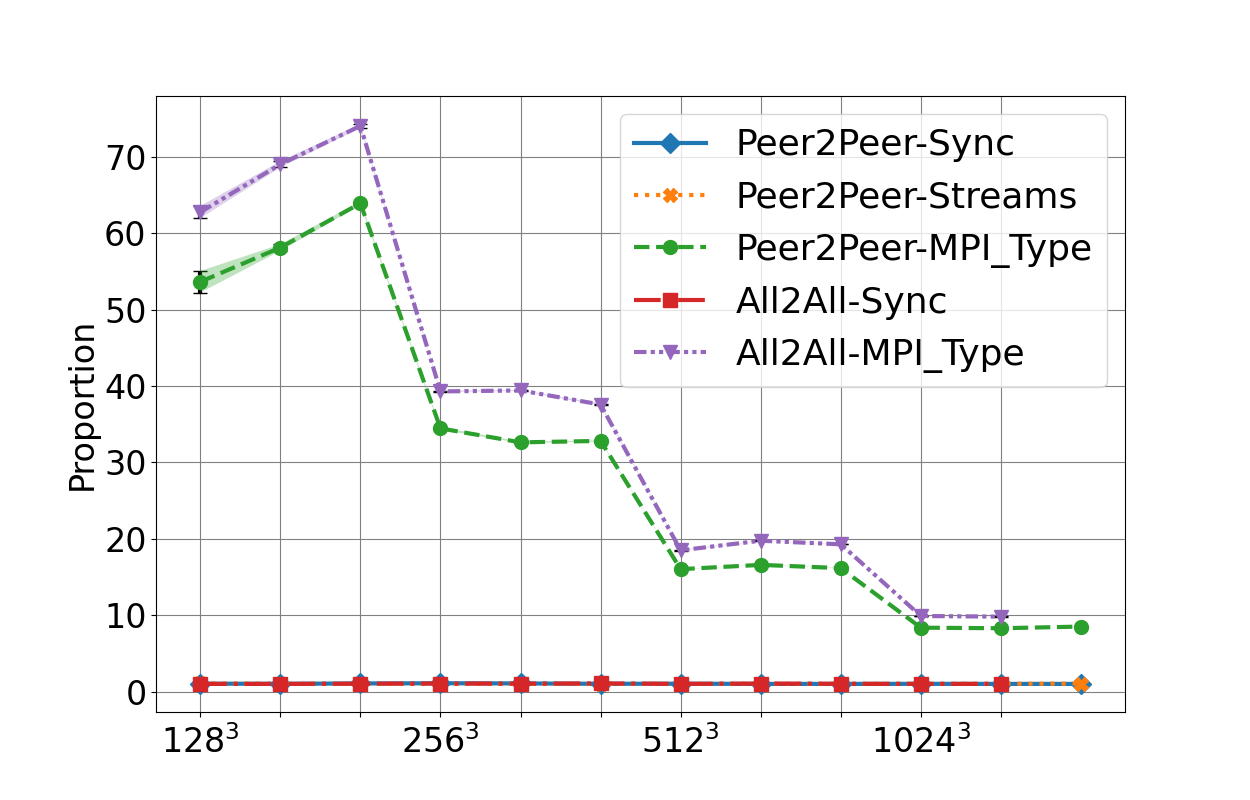 Proportion
70
60
50
40
30
20
10
0
128³
256³
512³
1024³
Peer2Peer-Sync
Peer2Peer-Streams
Peer2Peer-MPI_Type
All2All-Sync
All2All-MPI_Type